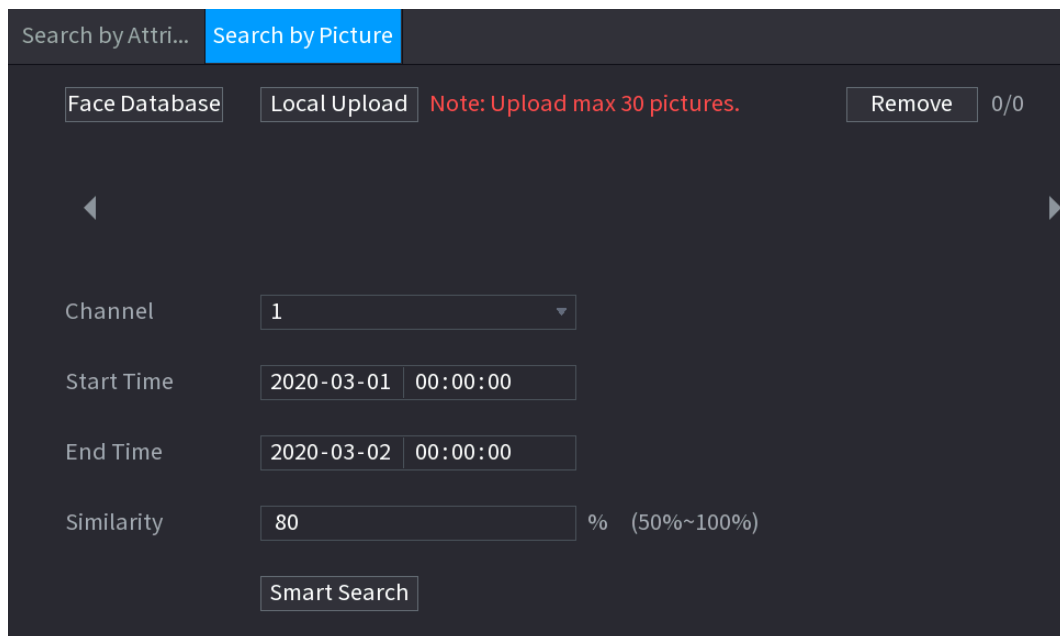 Search by Attri... Search by Picture
Face Database Local Upload Note: Upload max 30 pictures. Remove 0/0
Channel 1
Start Time 2020-03-01 00:00:00
End Time 2020-03-02 00:00:00
Similarity 80 % (50%~100%)
Smart Search